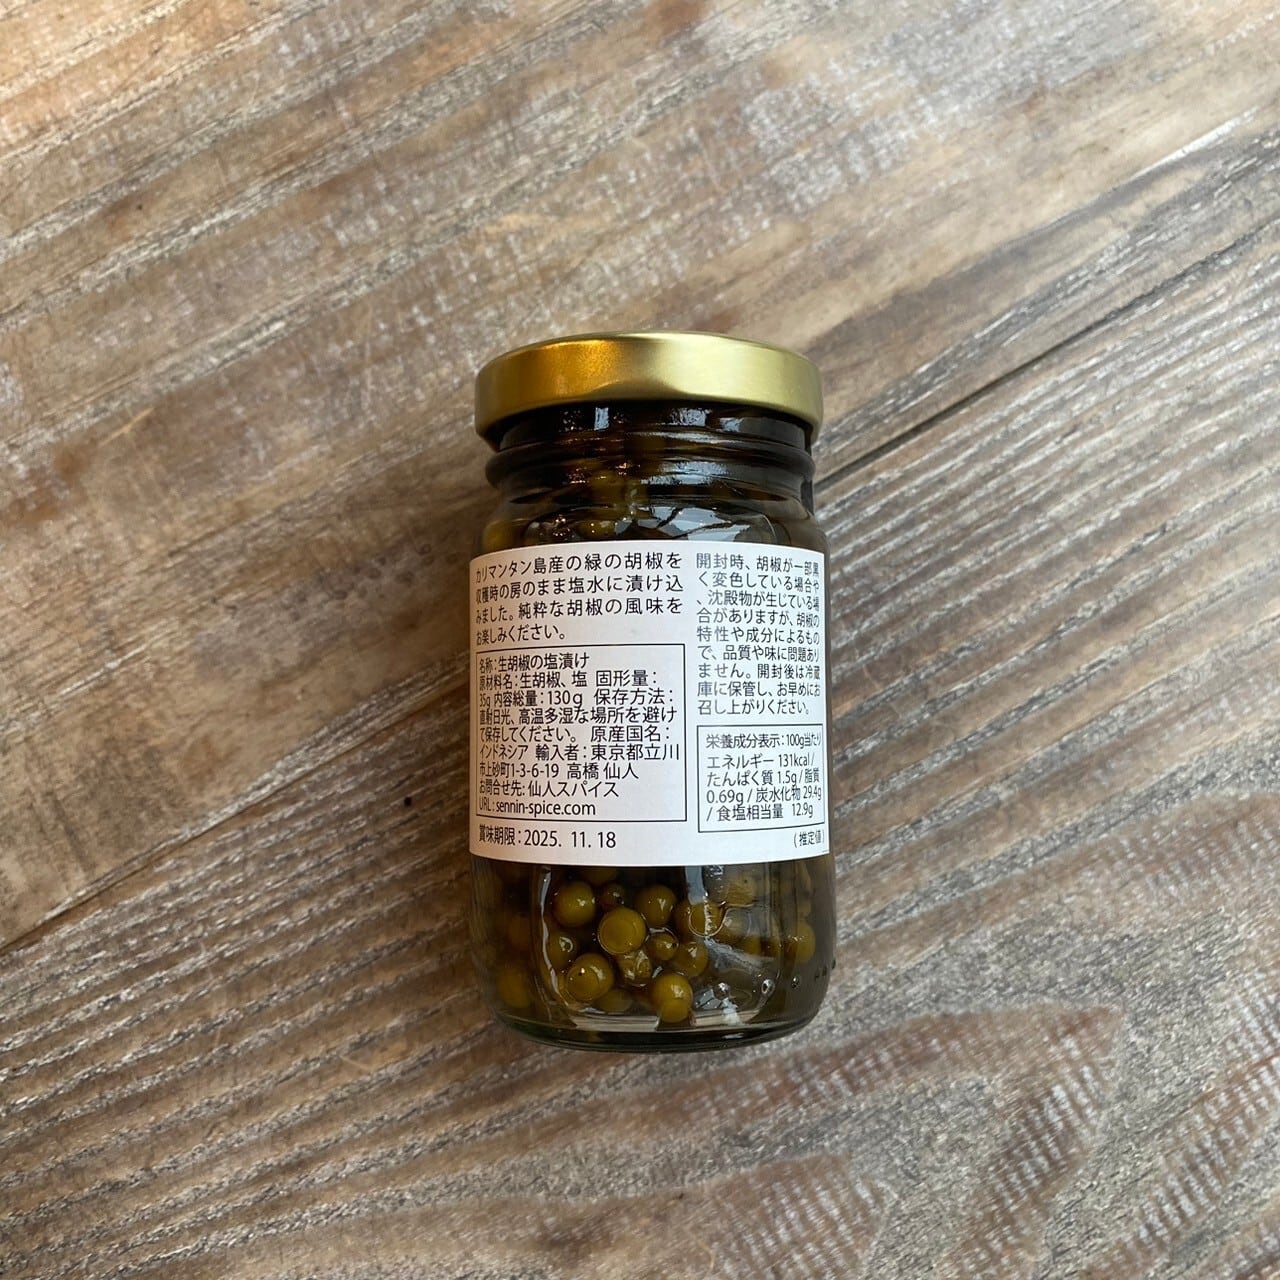 カリマンタン島産の緑の胡椒を
収穫時の房のまま塩水に漬け込
みました。純粋な胡椒の風味を
お楽しみください。
名称：生胡椒の塩漬け
原材料名：生胡椒、塩 固形量：
35g 内容総量：130g 保存方法：
直射日光、高温多湿な場所を避け
て保存してください。 原産国名：
インドネシア 輸入者：東京都立川
市上砂町1-3-6-19 高橋 仙人
お問合せ先: 仙人スパイス
URL：sennin-spice.com
賞味期限：2025. 11. 18
開封時、胡椒が一部黒
く変色している場合や
、沈殿物が生じている場
合がありますが、胡椒の
特性や成分によるもの
で、品質や味に問題あり
ません。開封後は冷蔵
庫に保管し、お早めにお
召し上がりください。
栄養成分表示：100g当たり
エネルギー 131kcal /
たんぱく質 1.5g / 脂質
0.69g / 炭水化物 29.4g
/ 食塩相当量 12.9g
（推定値）